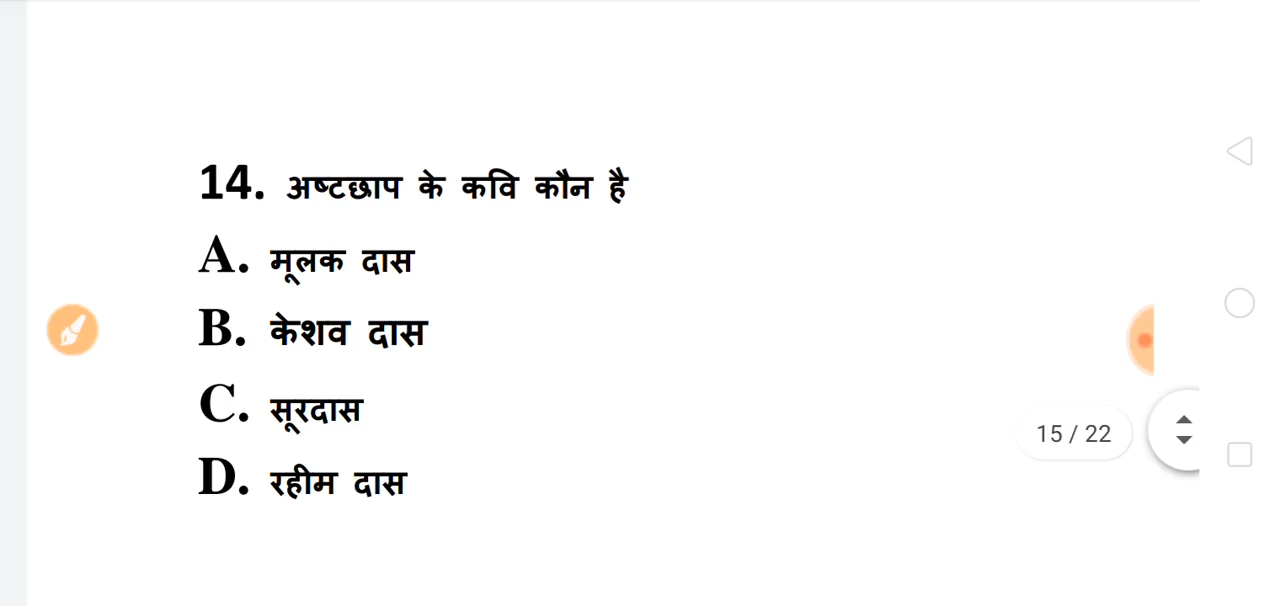 14. अष्टछाप के कवि कौन है
A. मूलक दास
B. केशव दास
C. सूरदास
D. रहीम दास
15 / 22